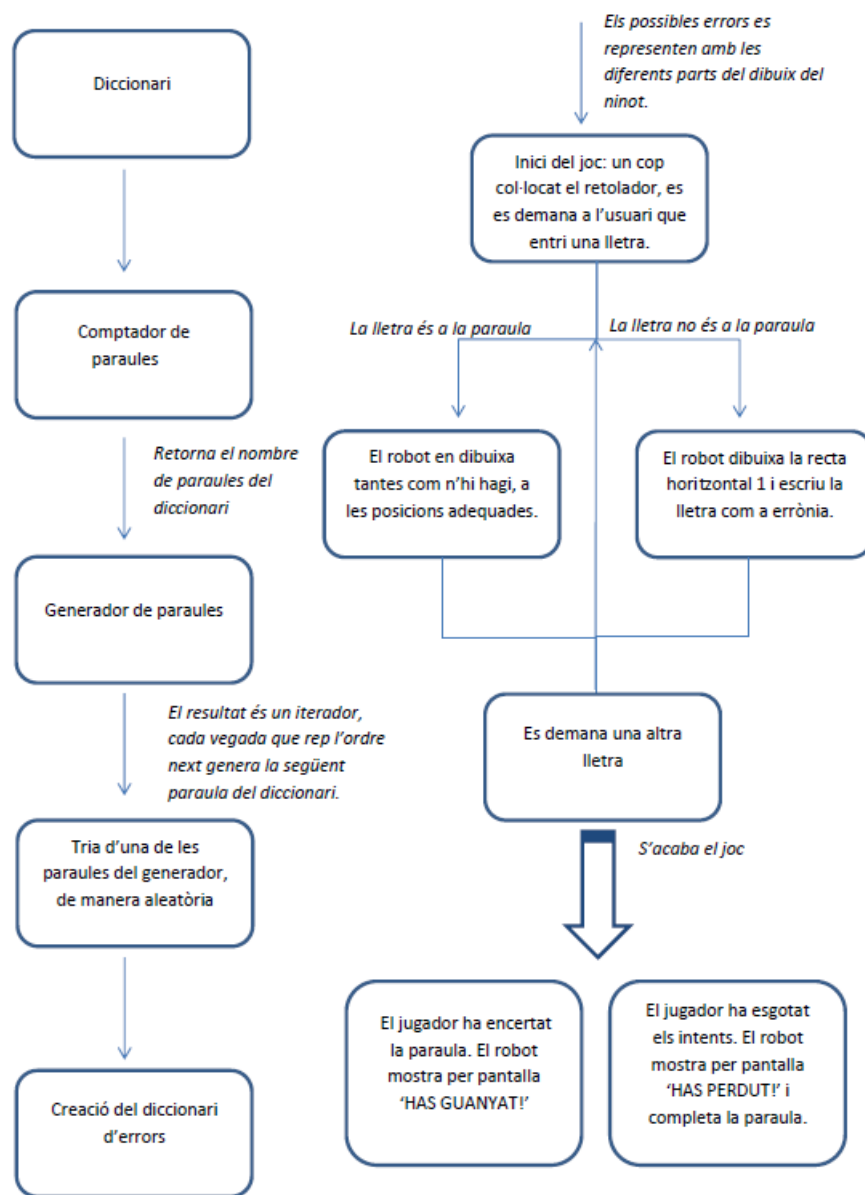 Diccionari
Comptador de
paraules
Retorna el nombre
de paraules del
diccionari
Generador de paraules
El resultat és un iterador,
cada vegada que rep l'ordre
next genera la següent
paraula del diccionari.
Tria d'una de les
paraules del generador,
de manera aleatòria
Creació del diccionari
d'errors
Els possibles errors es
representen amb les
diferents parts del dibuix del
ninot.
Inici del joc: un cop
col·locat el retolador, es
es demana a l'usuari que
entri una lletra.
La lletra és a la paraula
La lletra no és a la paraula
El robot en dibuixa
tantes com n'hi hagi, a
les posicions adequades.
El robot dibuixa la recta
horitzontal 1 i escriu la
lletra com a errònia.
Es demana una altra
lletra
S'acaba el joc
El jugador ha encertat
la paraula. El robot
mostra per pantalla
'HAS GUANYAT!'
El jugador ha esgotat
els intents. El robot
mostra per pantalla
'HAS PERDUT!' i
completa la paraula.